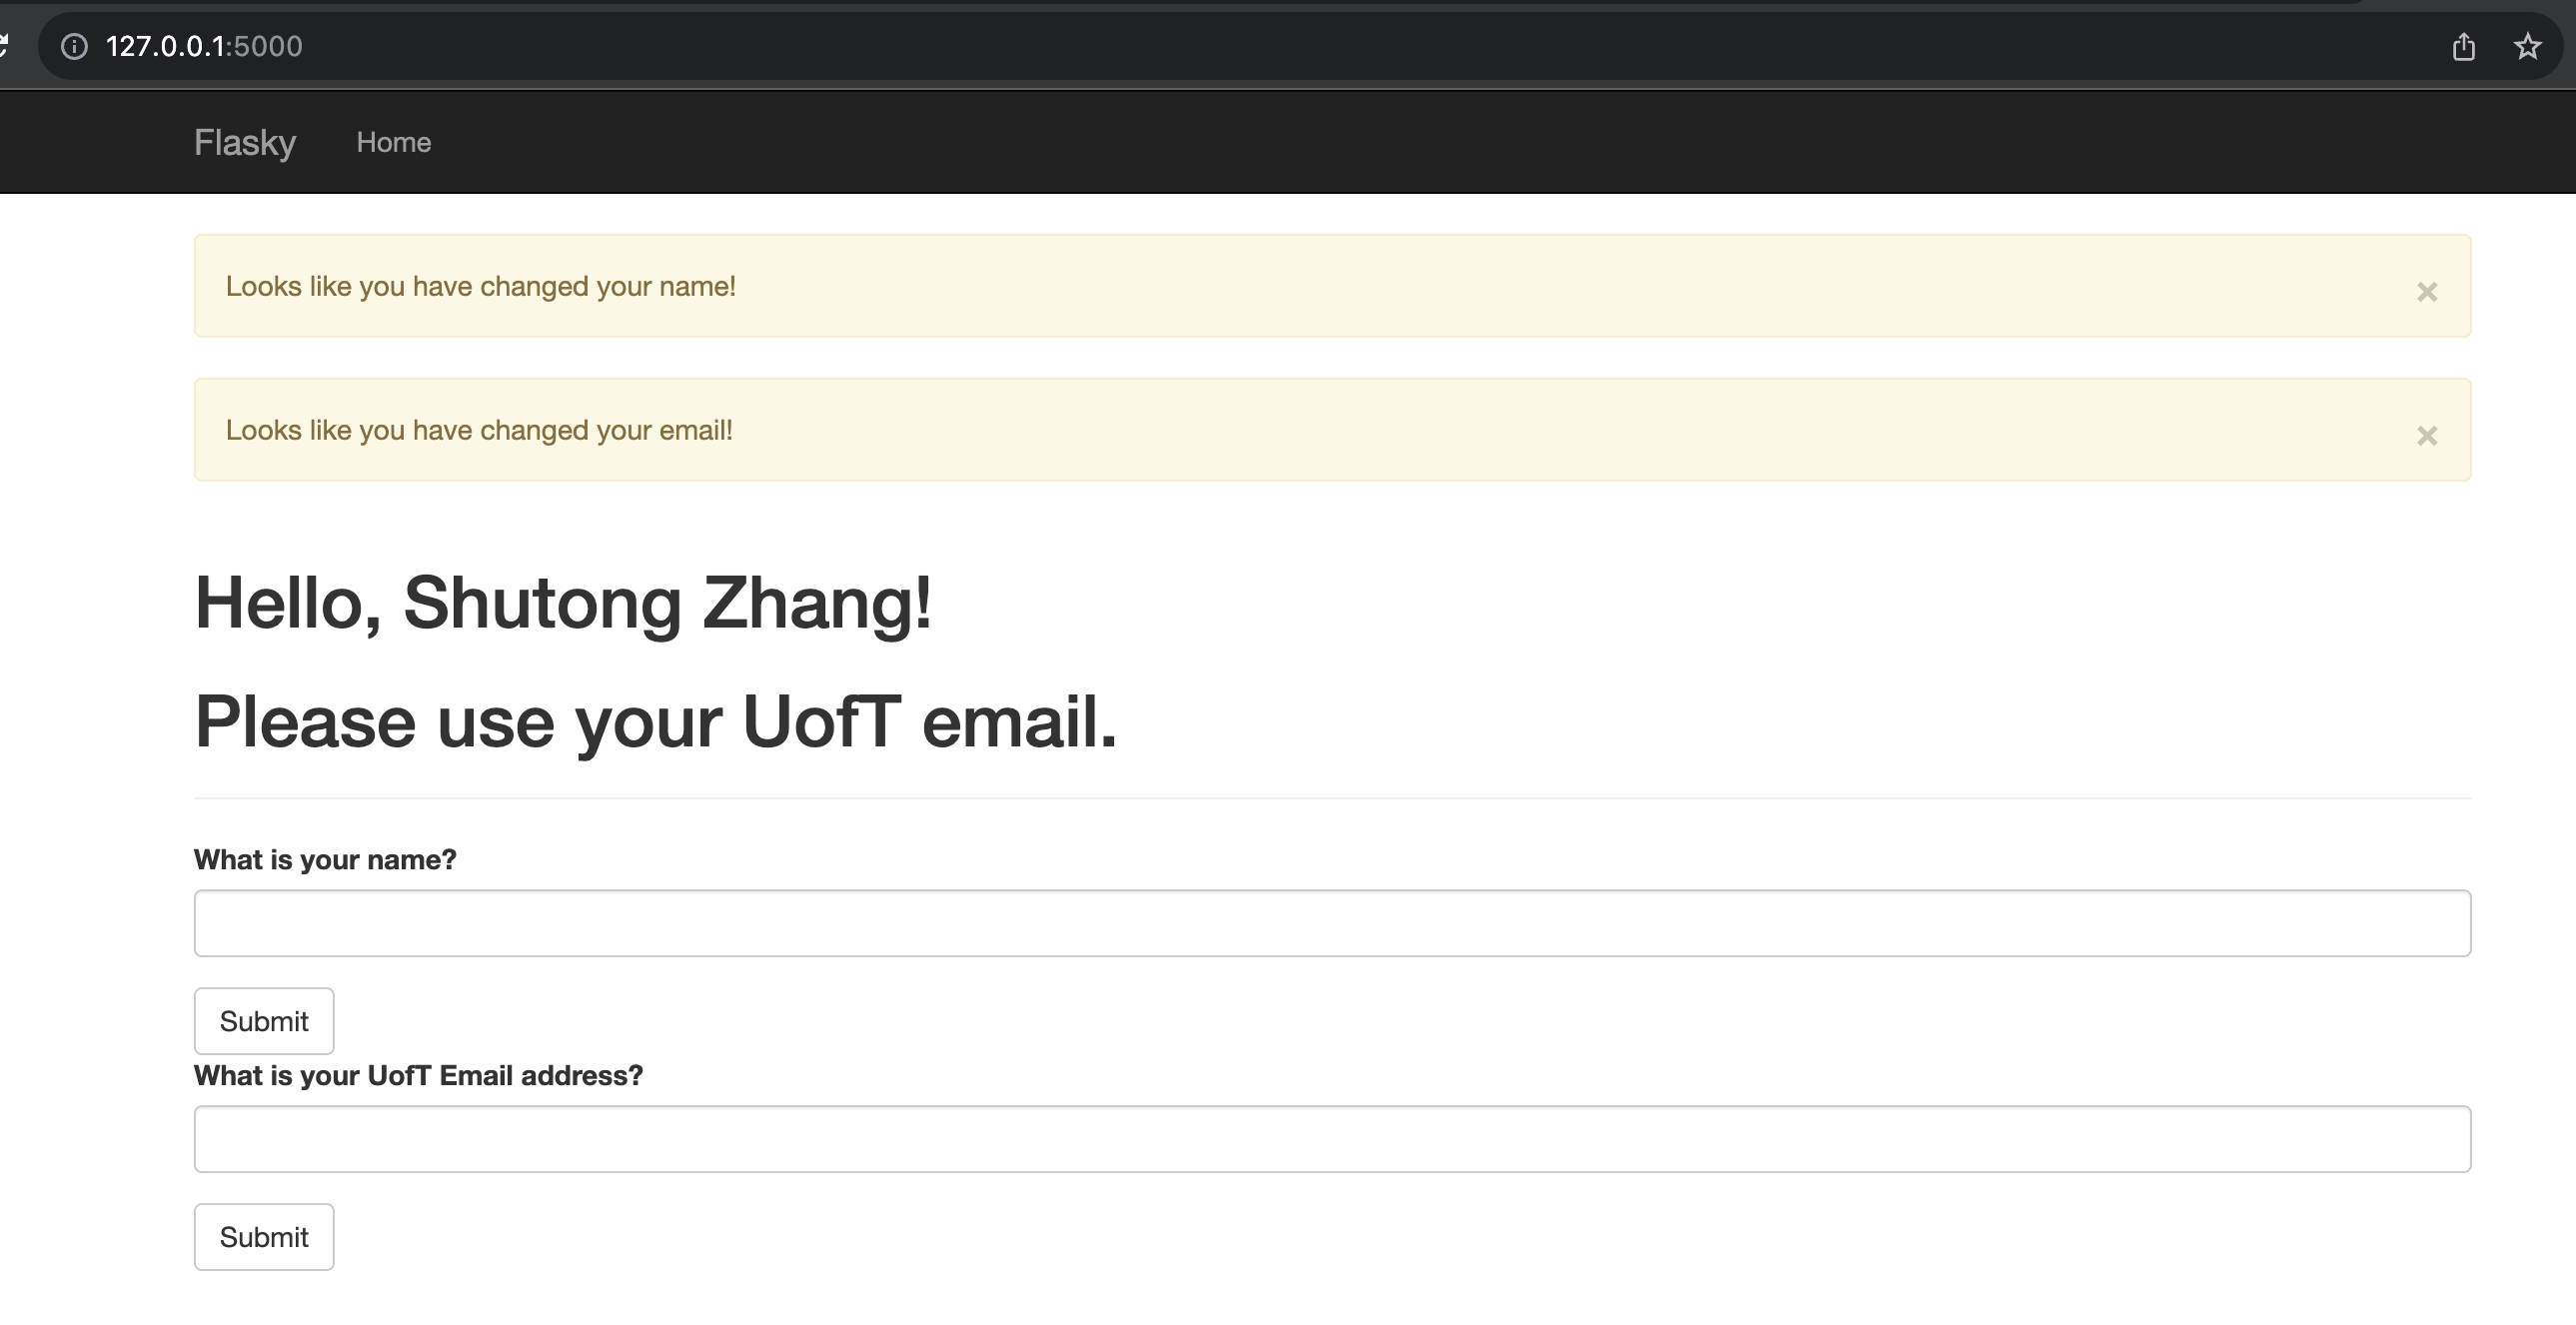 127.0.0.1:5000
Flasky Home
Looks like you have changed your name! ×
Looks like you have changed your email! ×
Hello, Shutong Zhang!
Please use your UofT email.
What is your name?
Submit
What is your UofT Email address?
Submit